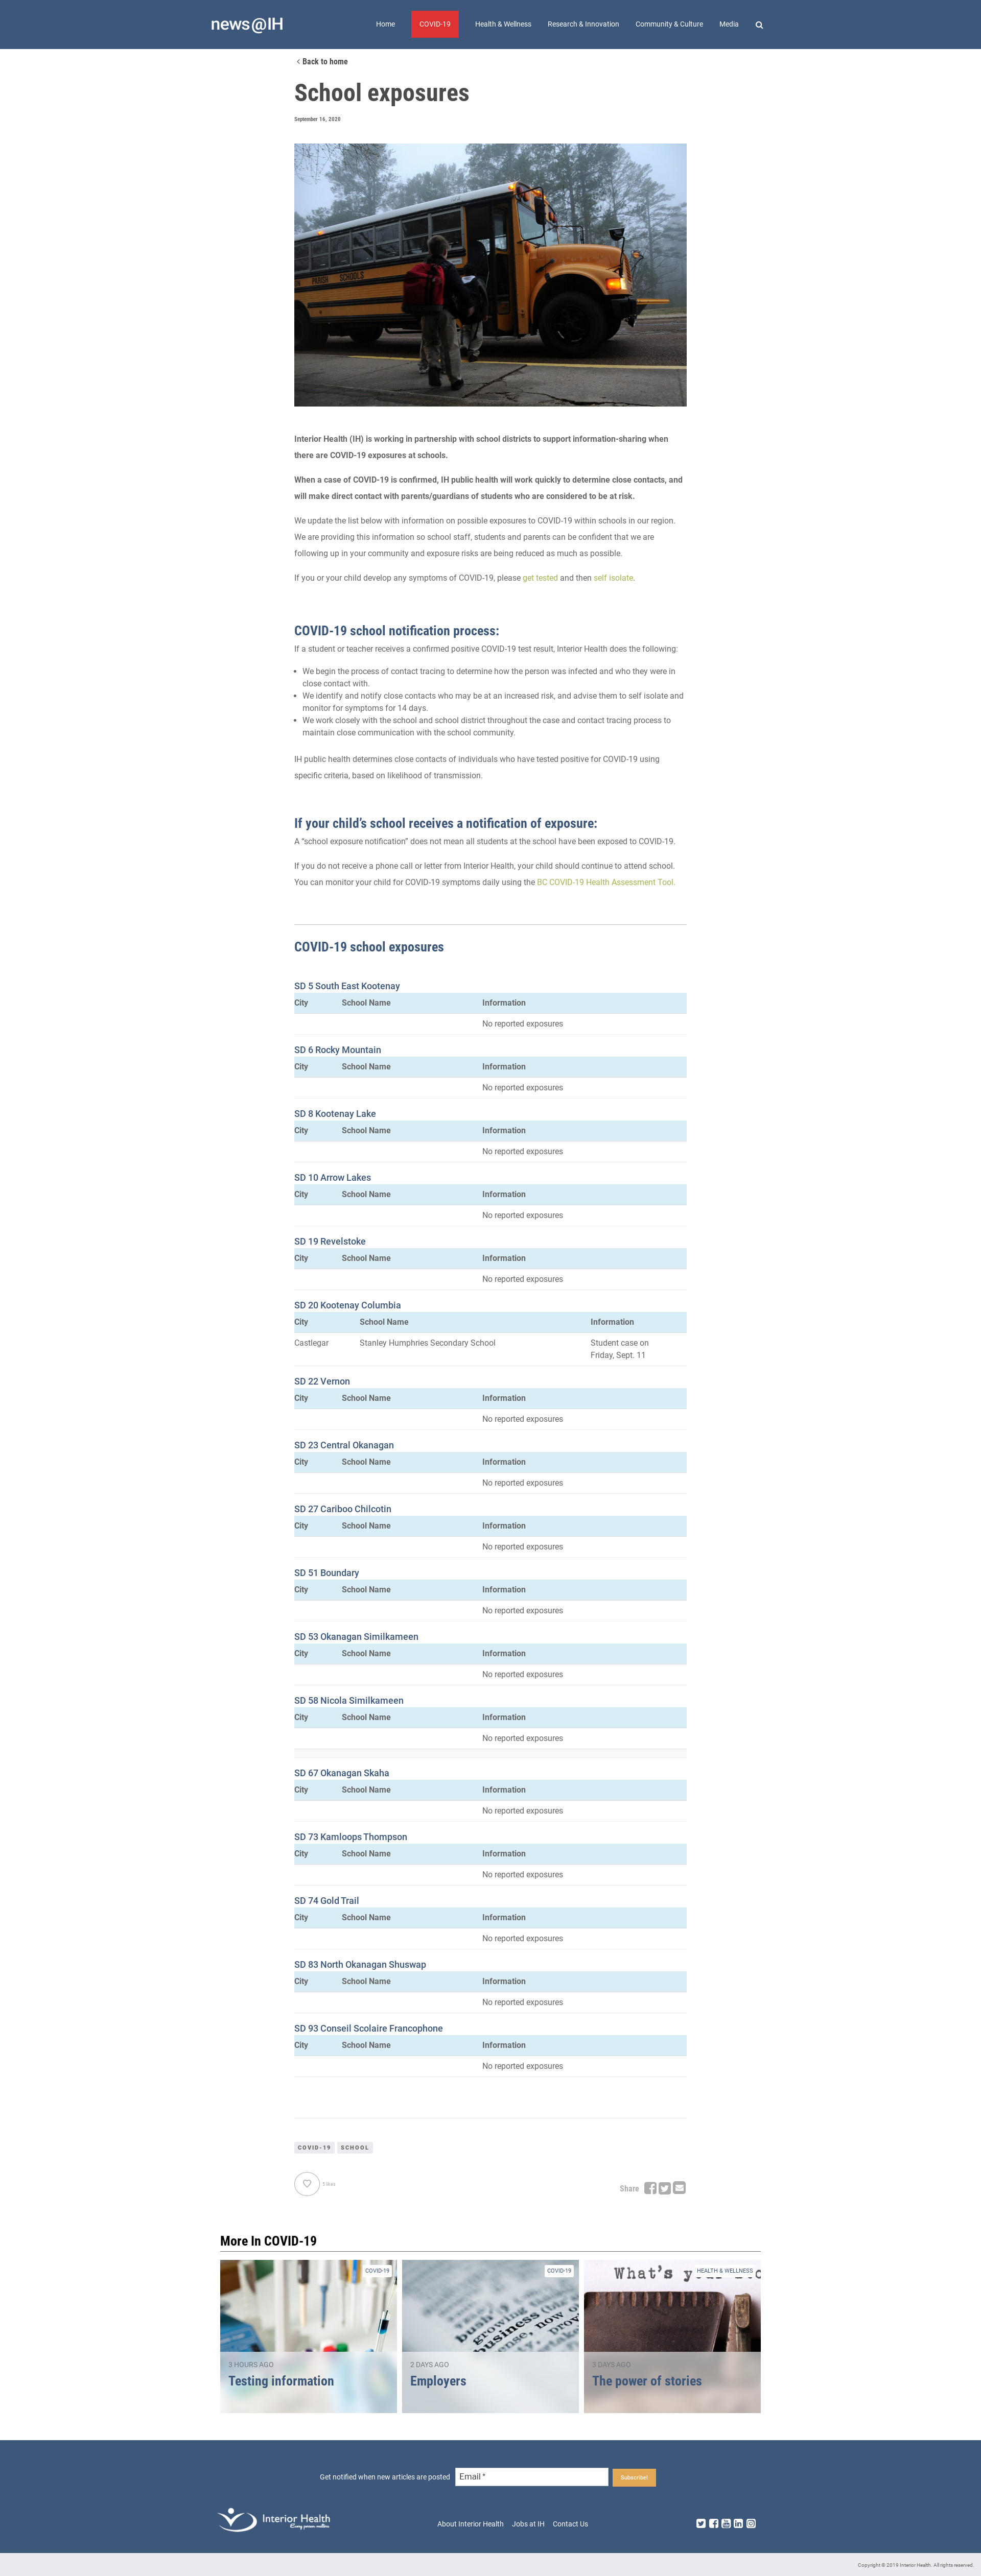 news@IH
Home COVID-19 Health & Wellness Research & Innovation Community & Culture Media
Back to home
School exposures
September 16, 2020
PARISH SCHOOLS
Interior Health (IH) is working in partnership with school districts to support information-sharing when
there are COVID-19 exposures at schools.
When a case of COVID-19 is confirmed, IH public health will work quickly to determine close contacts, and
will make direct contact with parents/guardians of students who are considered to be at risk.
We update the list below with information on possible exposures to COVID-19 within schools in our region.
We are providing this information so school staff, students and parents can be confident that we are
following up in your community and exposure risks are being reduced as much as possible.
If you or your child develop any symptoms of COVID-19, please get tested and then self isolate.
COVID-19 school notification process:
If a student or teacher receives a confirmed positive COVID-19 test result, Interior Health does the following:
• We begin the process of contact tracing to determine how the person was infected and who they were in
close contact with.
• We identify and notify close contacts who may be at an increased risk, and advise them to self isolate and
monitor for symptoms for 14 days.
• We work closely with the school and school district throughout the case and contact tracing process to
maintain close communication with the school community.
IH public health determines close contacts of individuals who have tested positive for COVID-19 using
specific criteria, based on likelihood of transmission.
If your child’s school receives a notification of exposure:
A “school exposure notification” does not mean all students at the school have been exposed to COVID-19.
If you do not receive a phone call or letter from Interior Health, your child should continue to attend school.
You can monitor your child for COVID-19 symptoms daily using the BC COVID-19 Health Assessment Tool.
COVID-19 school exposures
SD 5 South East Kootenay
City School Name Information
No reported exposures
SD 6 Rocky Mountain
City School Name Information
No reported exposures
SD 8 Kootenay Lake
City School Name Information
No reported exposures
SD 10 Arrow Lakes
City School Name Information
No reported exposures
SD 19 Revelstoke
City School Name Information
No reported exposures
SD 20 Kootenay Columbia
City School Name Information
Castlegar Stanley Humphries Secondary School Student case on
Friday, Sept. 11
SD 22 Vernon
City School Name Information
No reported exposures
SD 23 Central Okanagan
City School Name Information
No reported exposures
SD 27 Cariboo Chilcotin
City School Name Information
No reported exposures
SD 51 Boundary
City School Name Information
No reported exposures
SD 53 Okanagan Similkameen
City School Name Information
No reported exposures
SD 58 Nicola Similkameen
City School Name Information
No reported exposures
SD 67 Okanagan Skaha
City School Name Information
No reported exposures
SD 73 Kamloops Thompson
City School Name Information
No reported exposures
SD 74 Gold Trail
City School Name Information
No reported exposures
SD 83 North Okanagan Shuswap
City School Name Information
No reported exposures
SD 93 Conseil Scolaire Francophone
City School Name Information
No reported exposures
COVID-19 SCHOOL
likes
Share
More In COVID-19
COVID-19
3 HOURS AGO
Testing information
COVID-19
business
now
2 DAYS AGO
Employers
What's your
HEALTH & WELLNESS
3 DAYS AGO
The power of stories
Get notified when new articles are posted Email * Subscribe!
Interior Health
Every person matters
About Interior Health Jobs at IH Contact Us
Copyright © 2019 Interior Health. All rights reserved.